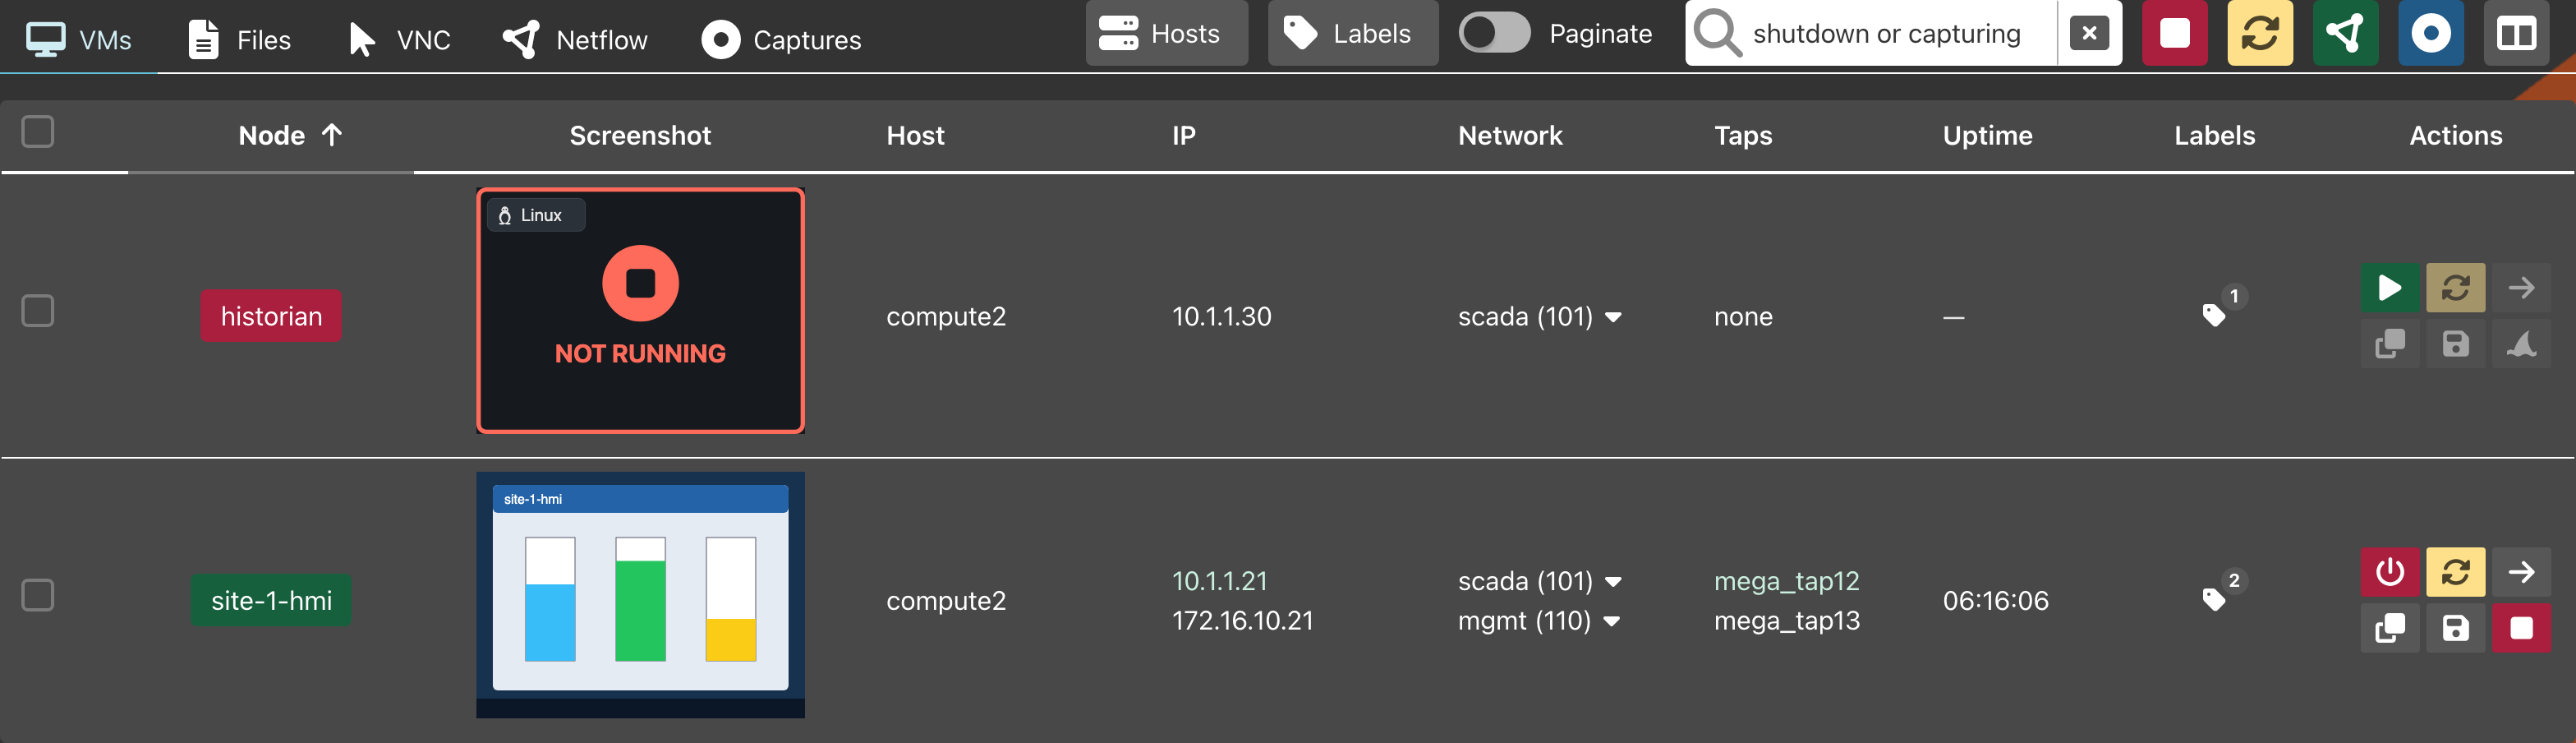 VMs
Files
VNC
Netflow
Captures
Hosts
Labels
Paginate
shutdown or capturing
Node
Screenshot
Host
IP
Network
Taps
Uptime
Labels
Actions
historian
Linux
NOT RUNNING
compute2
10.1.1.30
scada (101)
none
—
1
site-1-hmi
site-1-hmi
compute2
10.1.1.21
172.16.10.21
scada (101)
mgmt (110)
mega_tap12
mega_tap13
06:16:06
2